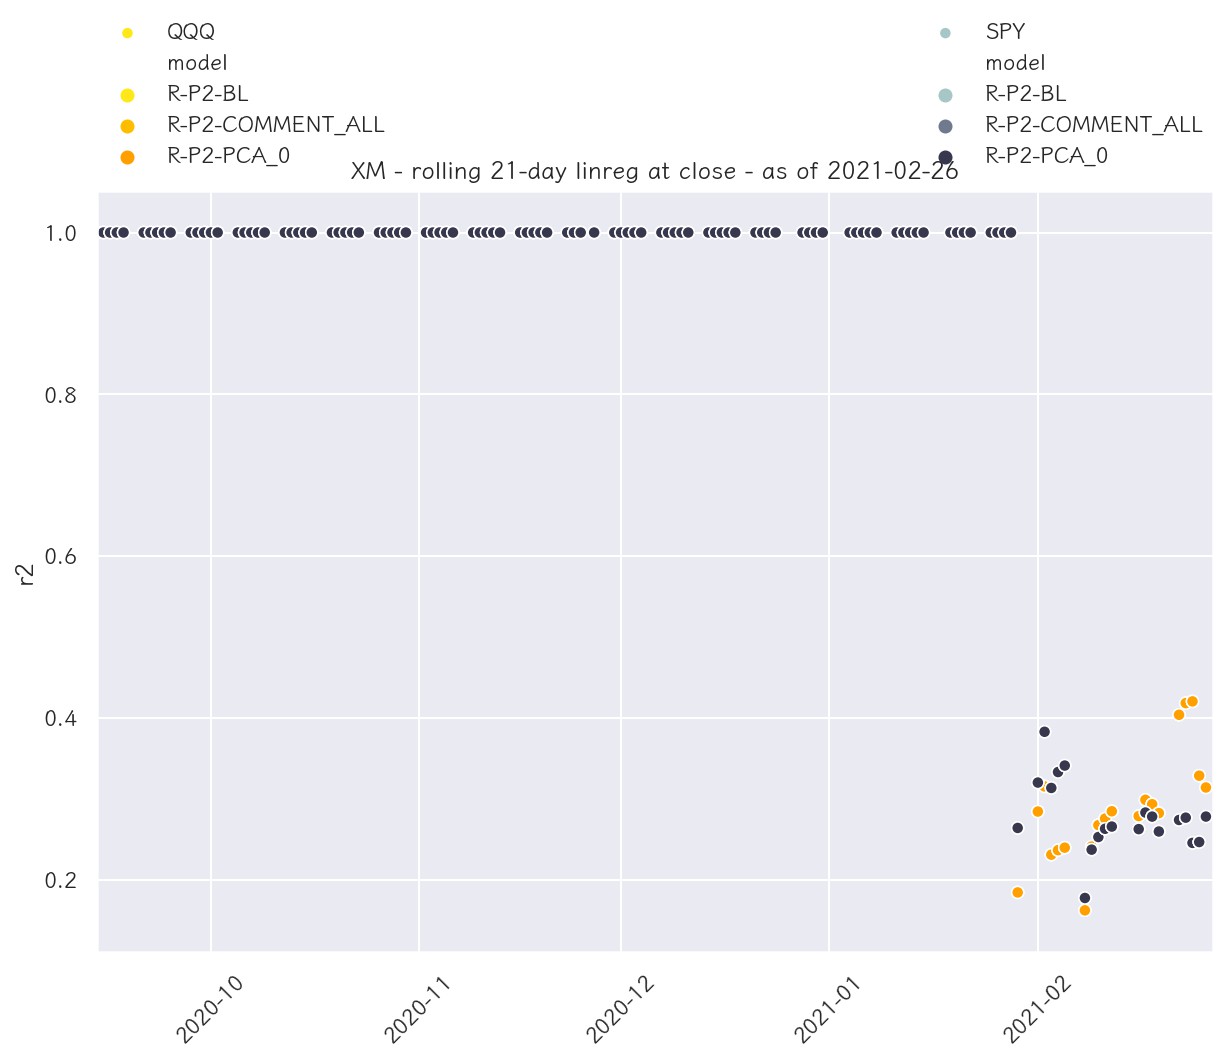 QQQ
model
R-P2-BL
R-P2-COMMENT_ALL
R-P2-PCA_0
SPY
model
R-P2-BL
R-P2-COMMENT_ALL
R-P2-PCA_0
XM - rolling 21-day linreg at close - as of 2021-02-26
1.0
0.8
0.6
0.4
0.2
r2
2020-10
2020-11
2020-12
2021-01
2021-02